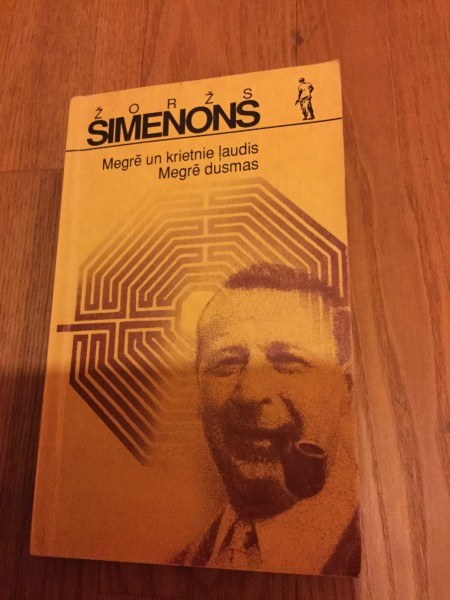 ŽORŽS
SIMENONS
Megrē un krietnie ļaudis
Megrē dusmas